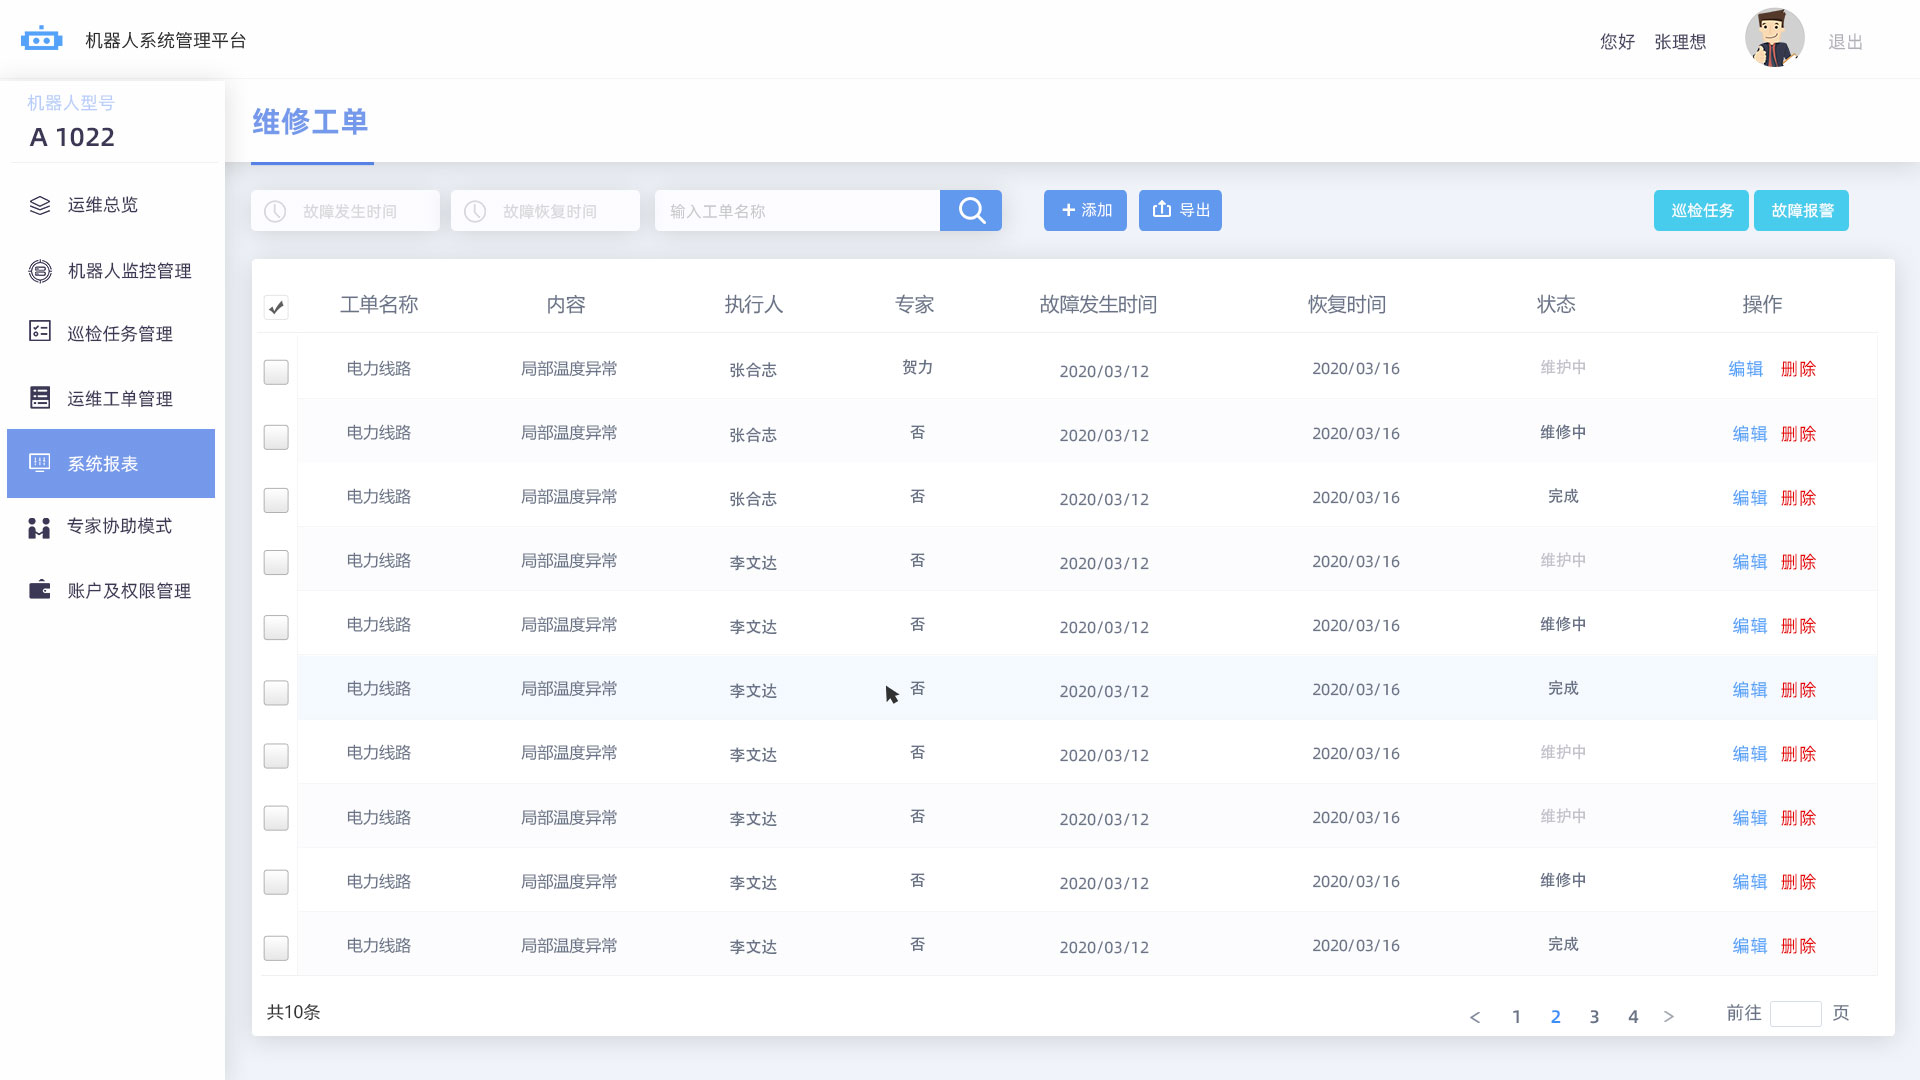 机器人系统管理平台
您好 张理想 退出
机器人型号
A 1022
运维总览
机器人监控管理
巡检任务管理
运维工单管理
系统报表
专家协助模式
账户及权限管理
维修工单
故障发生时间 故障恢复时间 输入工单名称 添加 导出 巡检任务 故障报警
工单名称 内容 执行人 专家 故障发生时间 恢复时间 状态 操作
电力线路 局部温度异常 张合志 贺力 2020/03/12 2020/03/16 维护中 编辑 删除
电力线路 局部温度异常 张合志 否 2020/03/12 2020/03/16 维修中 编辑 删除
电力线路 局部温度异常 张合志 否 2020/03/12 2020/03/16 完成 编辑 删除
电力线路 局部温度异常 李文达 否 2020/03/12 2020/03/16 维护中 编辑 删除
电力线路 局部温度异常 李文达 否 2020/03/12 2020/03/16 维修中 编辑 删除
电力线路 局部温度异常 李文达 否 2020/03/12 2020/03/16 完成 编辑 删除
电力线路 局部温度异常 李文达 否 2020/03/12 2020/03/16 维护中 编辑 删除
电力线路 局部温度异常 李文达 否 2020/03/12 2020/03/16 维护中 编辑 删除
电力线路 局部温度异常 李文达 否 2020/03/12 2020/03/16 维修中 编辑 删除
电力线路 局部温度异常 李文达 否 2020/03/12 2020/03/16 完成 编辑 删除
共10条 < 1 2 3 4 > 前往 页